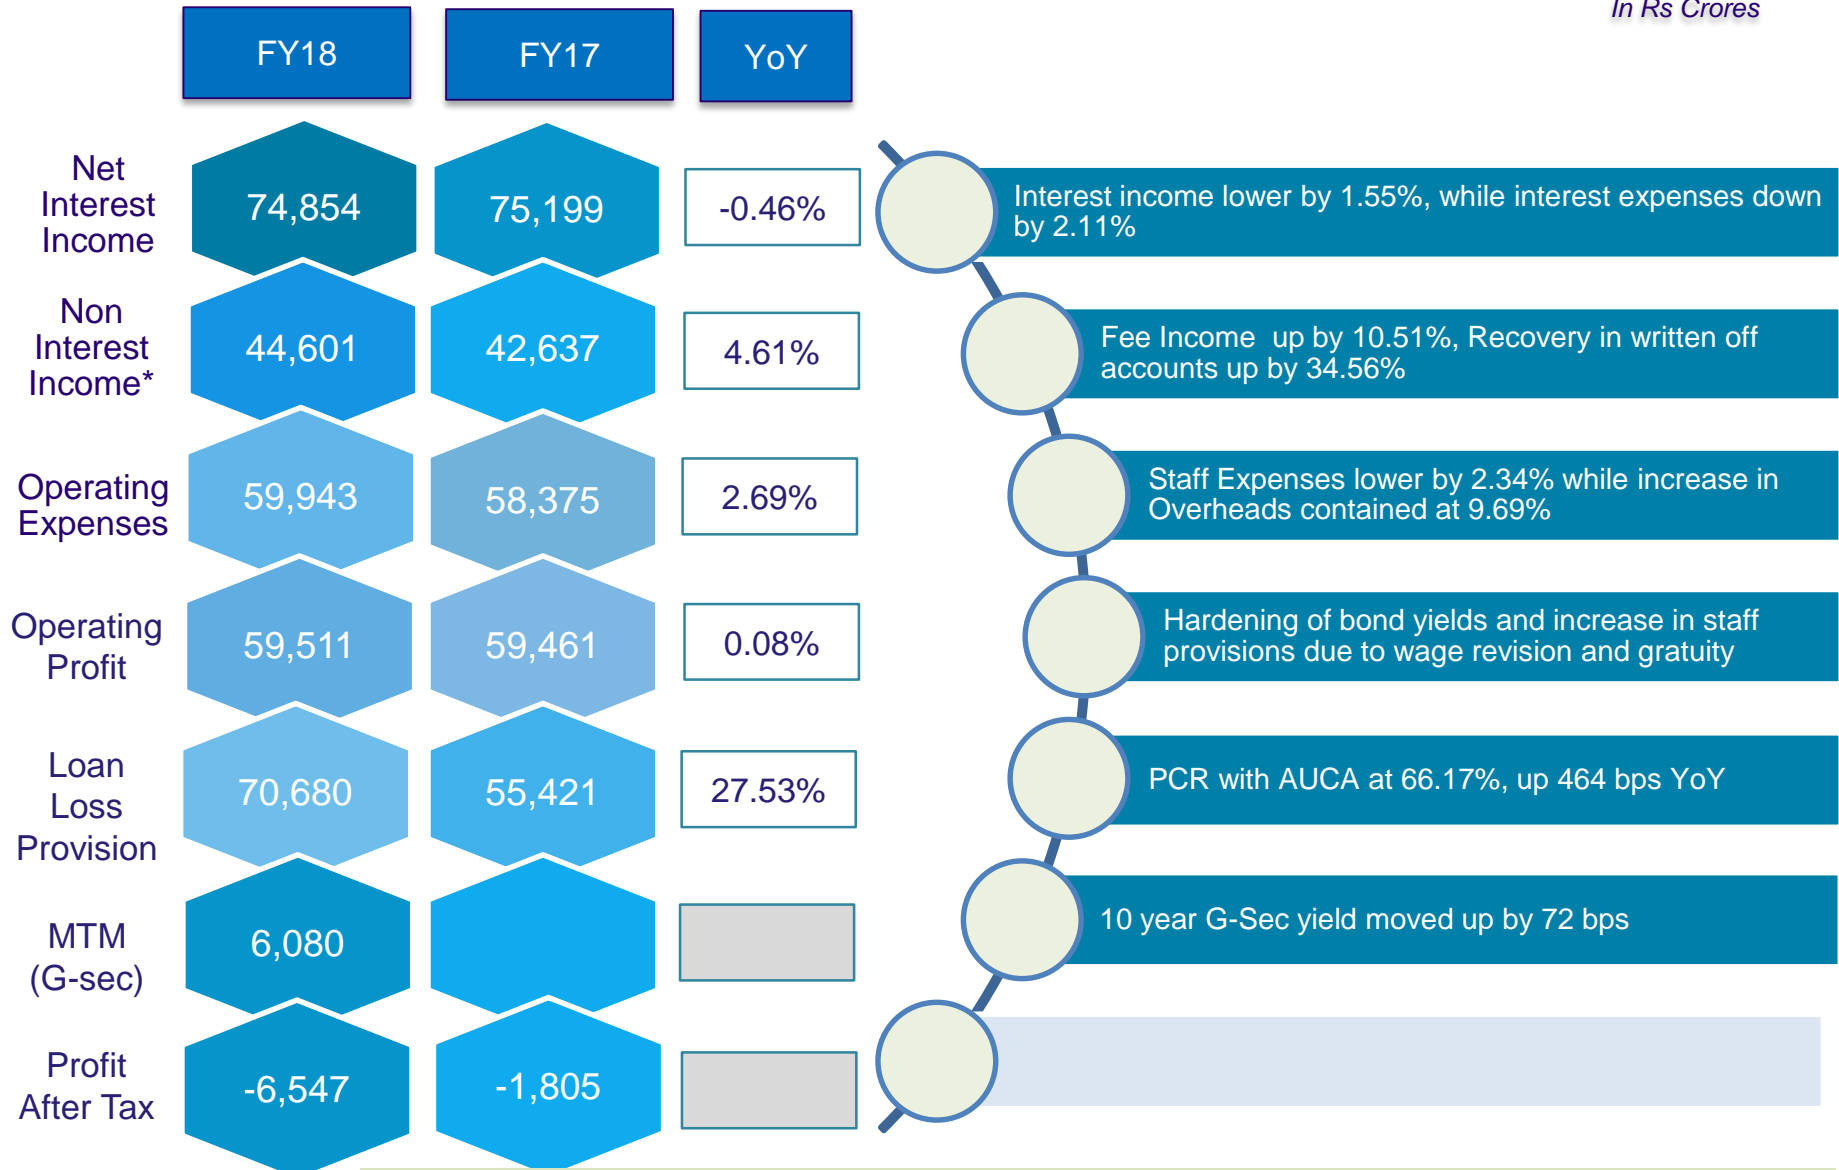 In Rs Crores
FY18 FY17 YoY
Net
Interest
Income
74,854 75,199 -0.46%
Interest income lower by 1.55%, while interest expenses down
by 2.11%
Non
Interest
Income*
44,601 42,637 4.61%
Fee Income up by 10.51%, Recovery in written off
accounts up by 34.56%
Operating
Expenses
59,943 58,375 2.69%
Staff Expenses lower by 2.34% while increase in
Overheads contained at 9.69%
Operating
Profit
59,511 59,461 0.08%
Hardening of bond yields and increase in staff
provisions due to wage revision and gratuity
Loan
Loss
Provision
70,680 55,421 27.53%
PCR with AUCA at 66.17%, up 464 bps YoY
MTM
(G-sec)
6,080
10 year G-Sec yield moved up by 72 bps
Profit
After Tax
-6,547 -1,805